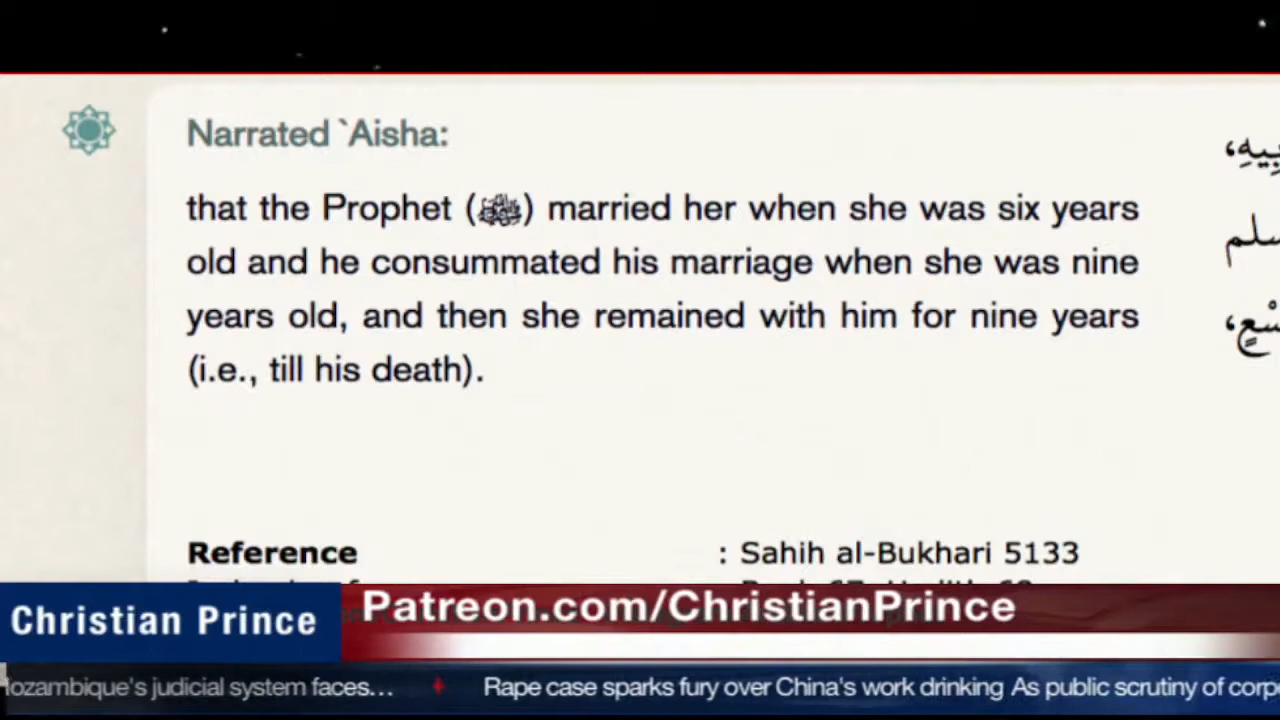 Narrated `Aisha:
that the Prophet (ﷺ) married her when she was six years
old and he consummated his marriage when she was nine
years old, and then she remained with him for nine years
(i.e., till his death).
Reference : Sahih al-Bukhari 5133
Christian Prince
Patreon.com/ChristianPrince
lozambique's judicial system faces... Rape case sparks fury over China's work drinking As public scrutiny of corp